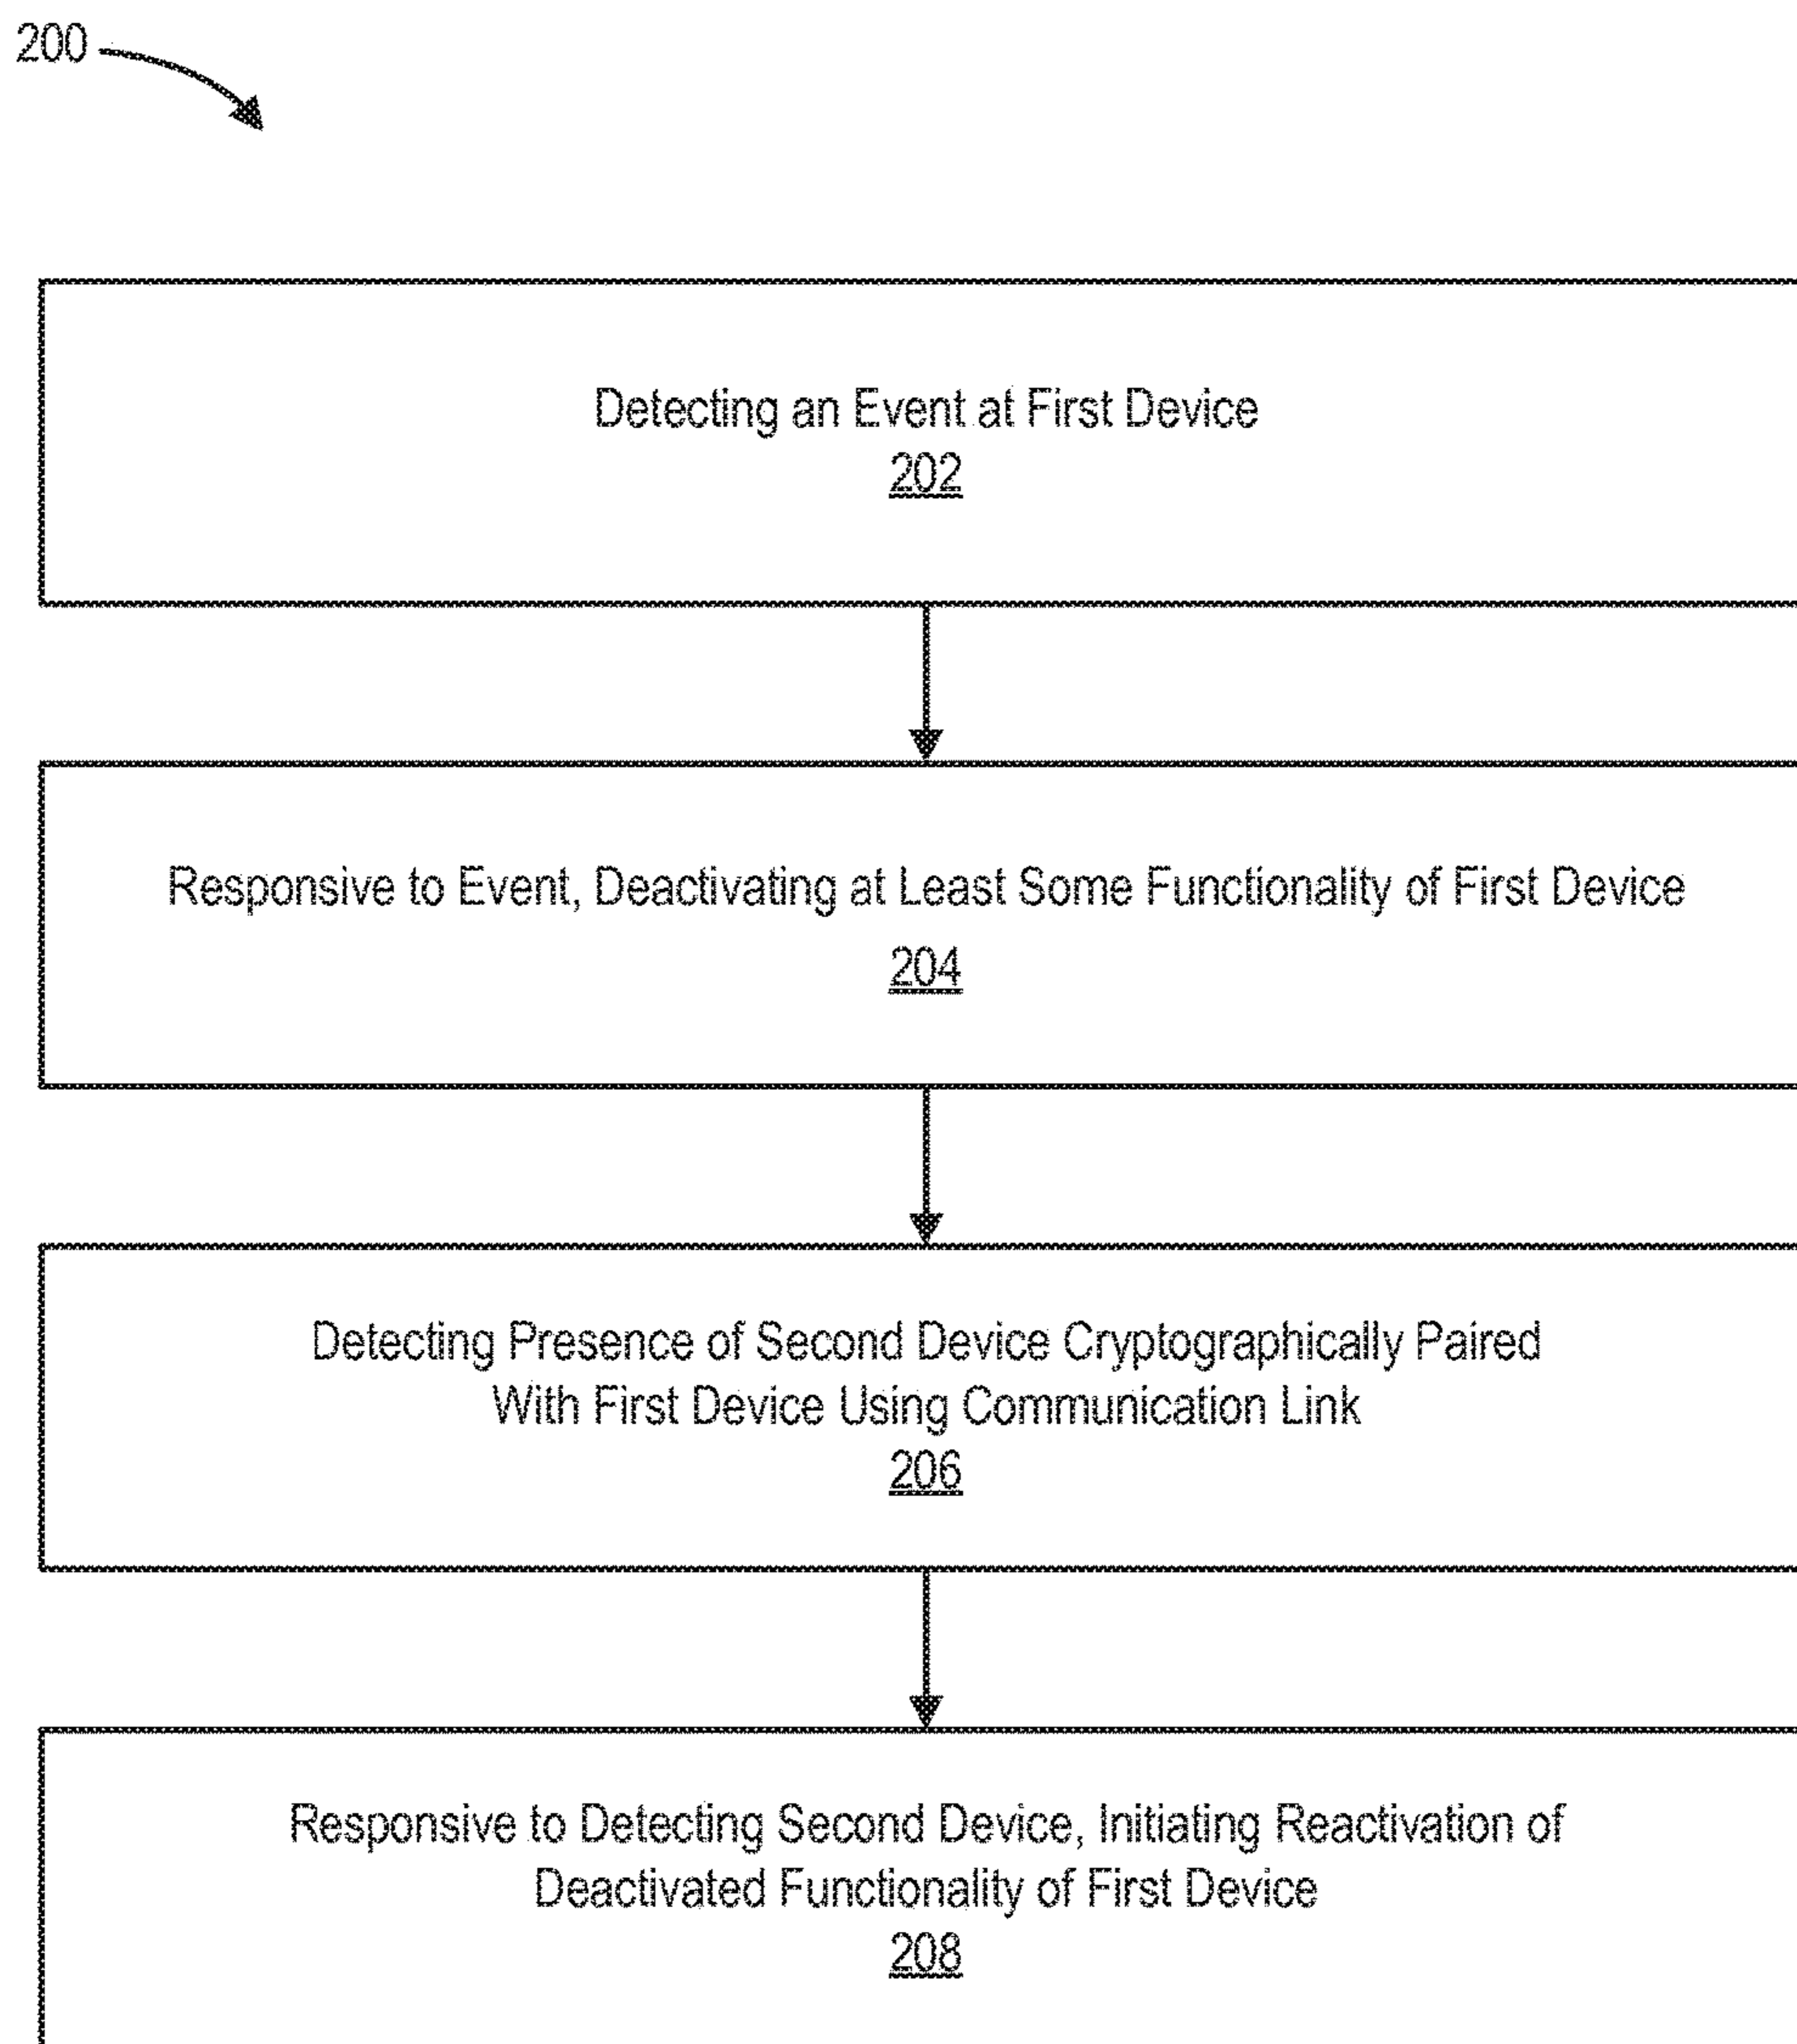 200
Detecting an Event at First Device
202
Responsive to Event, Deactivating at Least Some Functionality of First Device
204
Detecting Presence of Second Device Cryptographically Paired
With First Device Using Communication Link
206
Responsive to Detecting Second Device, Initiating Reactivation of
Deactivated Functionality of First Device
208